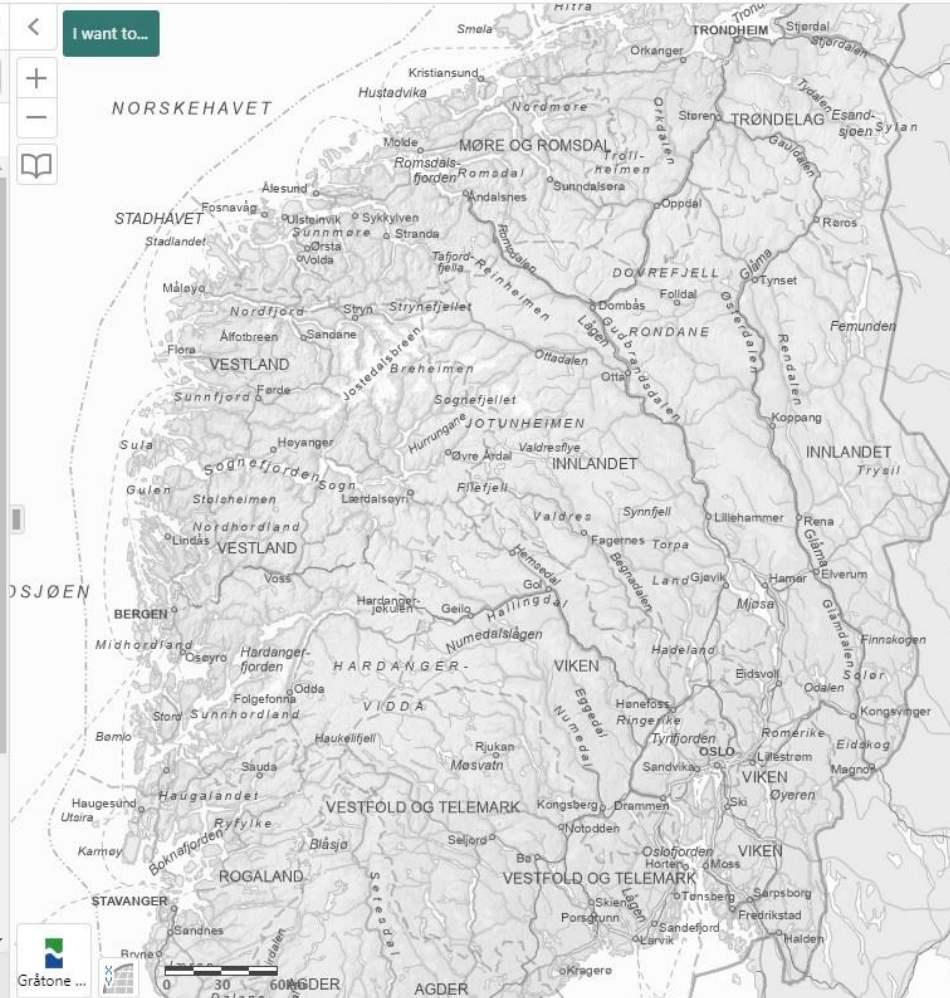 I want to...
Hitra
Smøla
Trond
TRONDHEIM
Stjørdal
Stjørdalen
Orkanger
Kristiansund
Hustadvika
NORSKEHAVET
Nordmøre
Orkdalen
Støren
TRØNDELAG
Tydalen
Esand-
sjøen
Sylan
Molde
MØRE OG ROMSDAL
Gauldalen
Romsdals-
fjorden
Romsdal
Troll-
heimen
Ålesund
Åndalsnes
Sunndalsøra
Fosnavåg
Oppdal
STADHAVET
Ulsteinvik
Sykkylven
Røros
Stadlandet
Sunnmøre
Stranda
Ørsta
Volda
Romsdalen
Tafjord-
fjella
Reinheimen
DOVREFJELL
Glåma
Tynset
Måløy
Folldal
Østerdalen
Nordfjord
Stryn
Strynefjellet
Dombås
Femunden
Ålfotbreen
Sandane
Lågen
Gudbrandsdalen
RONDANE
Rendalen
Flora
VESTLAND
Jostedalsbreen
Breheimen
Ottadalen
Otta
Sunnfjord
Førde
Sognefjellet
Koppang
Hurrungane
JOTUNHEIMEN
Sula
Høyanger
Øvre Årdal
Valdresflye
INNLANDET
INNLANDET
Trysil
Sognefjorden
Sogn
Gulen
Stølsheimen
Lærdalsøyri
Filefjell
Nordhordland
Valdres
Synnfjell
Lillehammer
Rena
Lindås
VESTLAND
Fagernes
Torpa
Glåma
Voss
Hemsedal
Begnadalen
Land
Gjøvik
Hamar
Elverum
OSJØEN
Gol
Hardanger-
jøkulen
Geilo
Hallingdal
Mjøsa
BERGEN
Glåmdalen
Finnskogen
Midhordland
Osøyro
Hardanger-
fjorden
Numedalslågen
Hadeland
HARDANGER-
VIDDA
VIKEN
Eidsvoll
Solør
Odda
Folgefonna
Eggedal
Odalen
Stord
Sunnhordland
Numedal
Hønefoss
Ringerike
Kongsvinger
Bømlo
Haukelifjell
Rjukan
Tyrifjorden
OSLO
Romerike
Eidskog
Sauda
Møsvatn
Sandvika
Lillestrøm
Magnor
VIKEN
Haugesund
Haugalandet
VESTFOLD OG TELEMARK
Kongsberg
Drammen
Ski
Øyeren
Utsira
Ryfylke
Notodden
Karmøy
Boknafjorden
Blåsjø
Seljord
Bø
Oslofjorden
VIKEN
Horten
Moss
ROGALAND
Setesdal
VESTFOLD OG TELEMARK
Tønsberg
Sarpsborg
STAVANGER
Lågen
Skien
Porsgrunn
Fredrikstad
Sandnes
Sandefjord
Larvik
Halden
Bryne
Jæren
Kragerø
Gråtone ...
X
Y
0
30
60km
AGDER
AGDER
Dalane